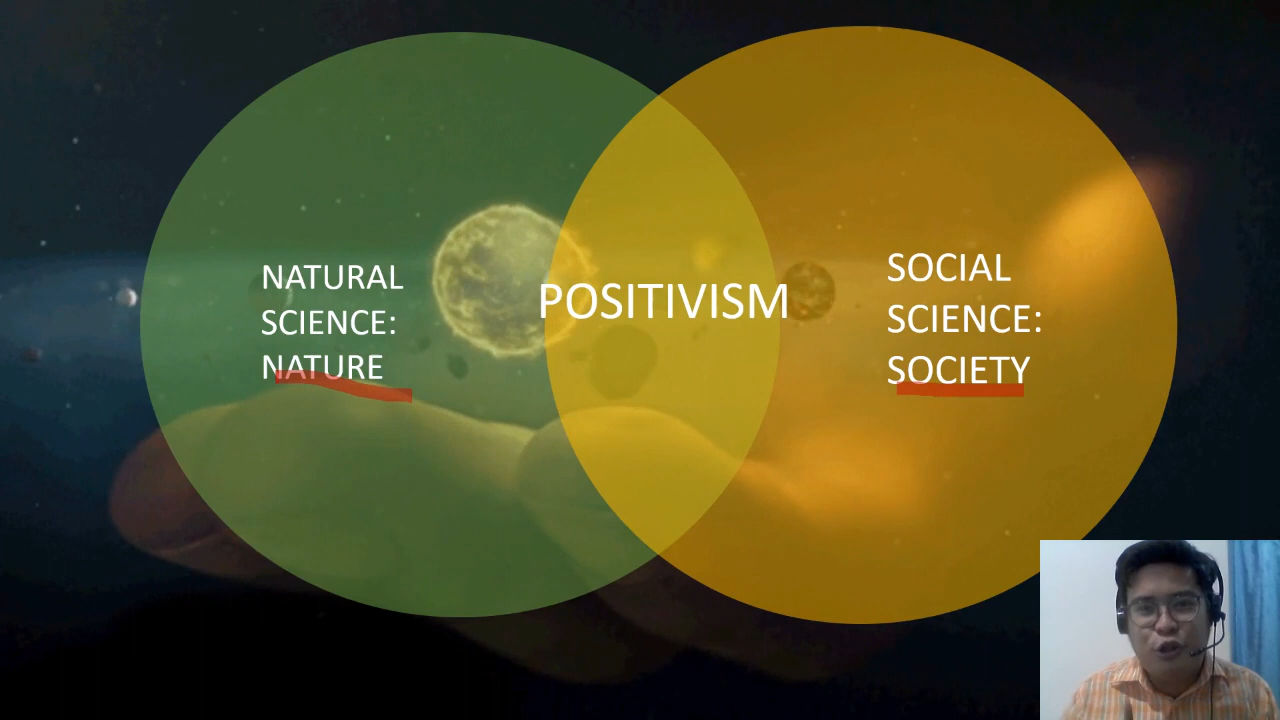 NATURAL
SCIENCE:
NATURE
POSITIVISM
SOCIAL
SCIENCE:
SOCIETY